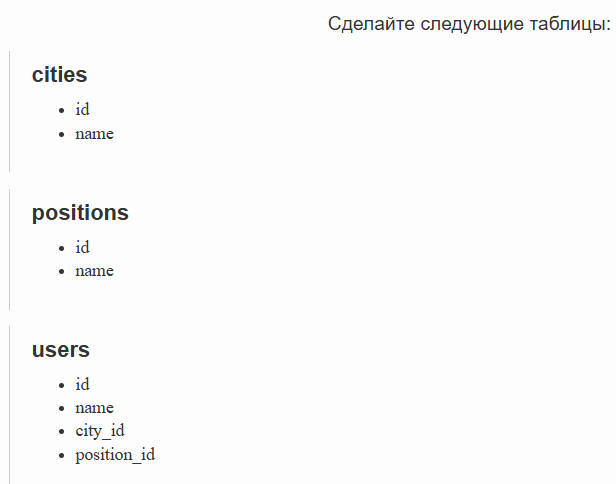 Сделайте следующие таблицы:
cities
id
name
positions
id
name
users
id
name
city_id
position_id